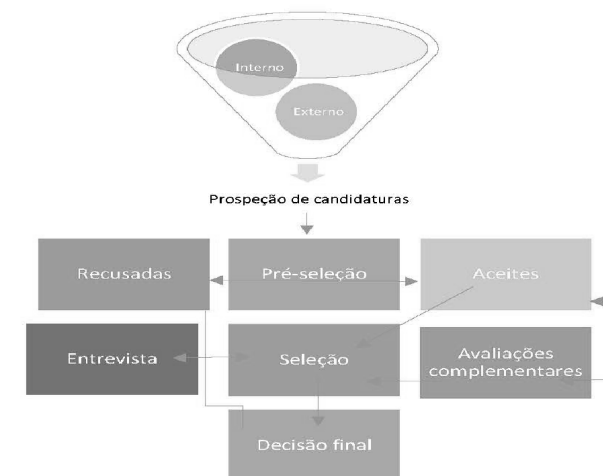 Interno
Externo
Prospeção de candidaturas
Recusadas
Pré-seleção
Aceites
Entrevista
Seleção
Avaliações
complementares
Decisão final